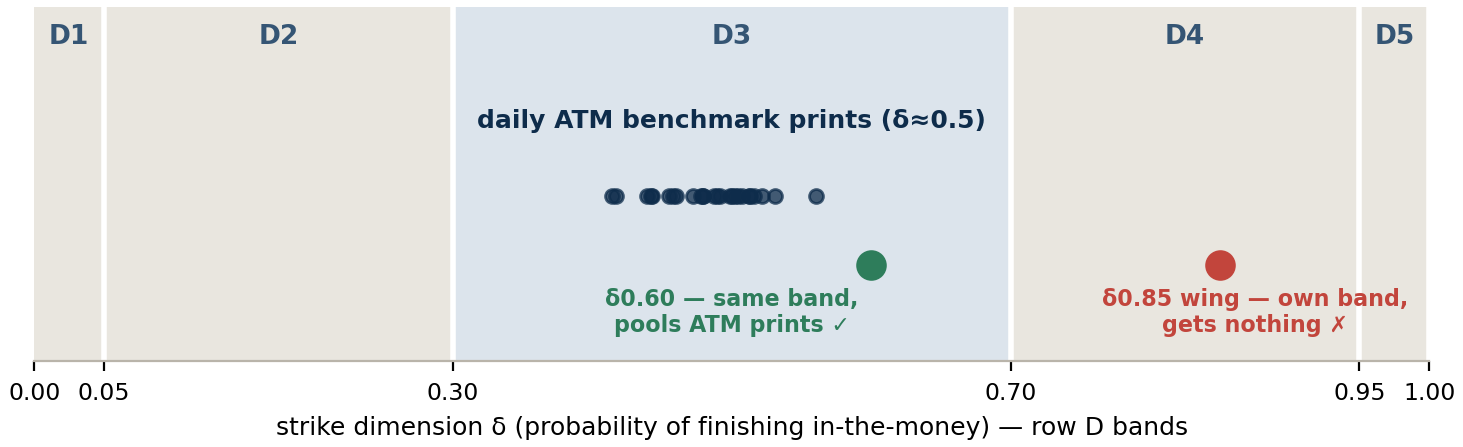 D1
D2
D3
D4
D5
daily ATM benchmark prints (δ≈0.5)
δ0.60 — same band,
pools ATM prints ✓
δ0.85 wing — own band,
gets nothing ✗
0.00
0.05
0.30
0.70
0.95
1.00
strike dimension δ (probability of finishing in-the-money) — row D bands